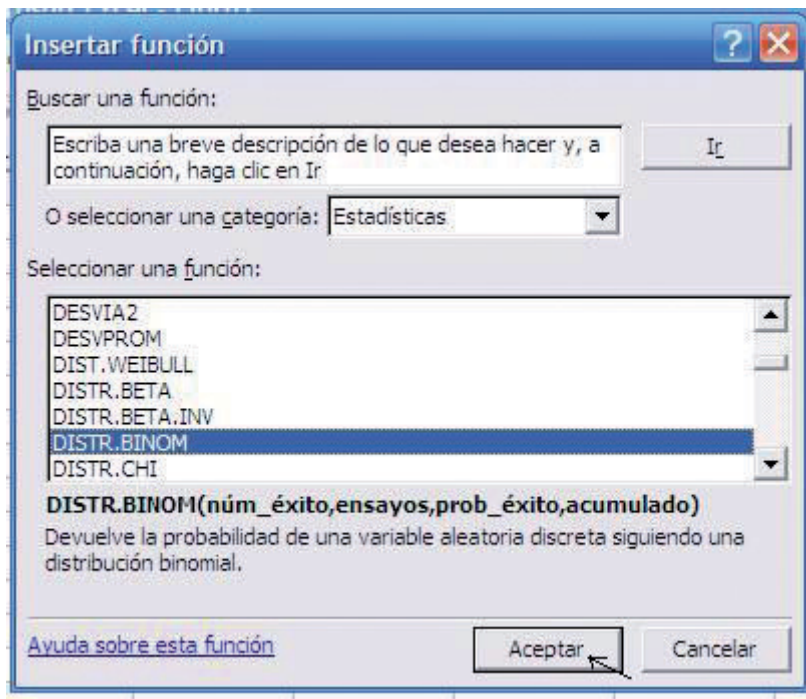 Insertar función
Buscar una función:
Escriba una breve descripción de lo que desea hacer y, a
continuación, haga clic en Ir
Ir
O seleccionar una categoría: Estadísticas
Seleccionar una función:
DESVIA2
DESVPROM
DIST.WEIBULL
DISTR.BETA
DISTR.BETA.INV
DISTR.BINOM
DISTR.CHI
DISTR.BINOM(núm_éxito,ensayos,prob_éxito,acumulado)
Devuelve la probabilidad de una variable aleatoria discreta siguiendo una
distribución binomial.
Ayuda sobre esta función
Aceptar
Cancelar